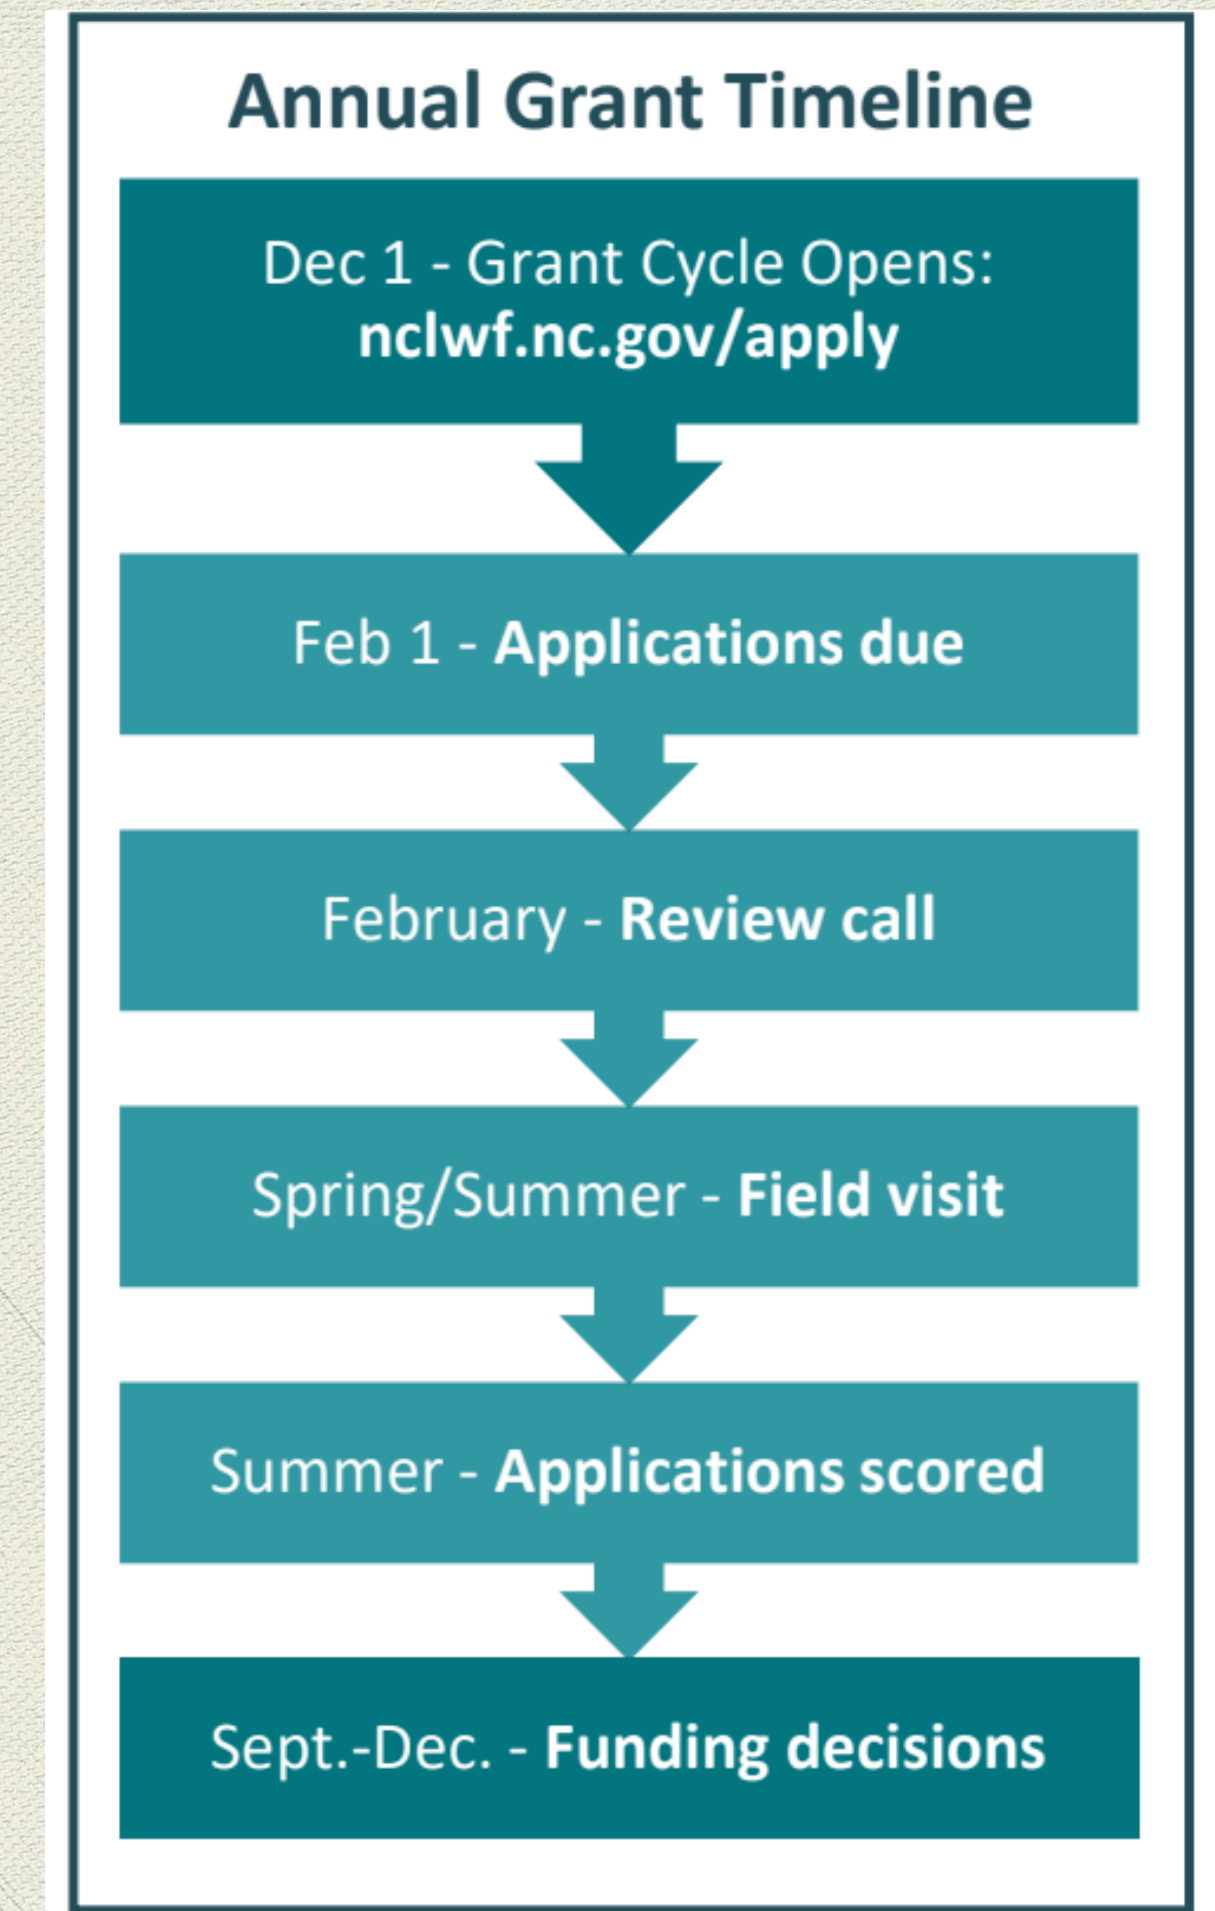 Annual Grant Timeline
Dec 1 - Grant Cycle Opens:
nclwf.nc.gov/apply
Feb 1 - Applications due
February - Review call
Spring/Summer - Field visit
Summer - Applications scored
Sept.-Dec. - Funding decisions